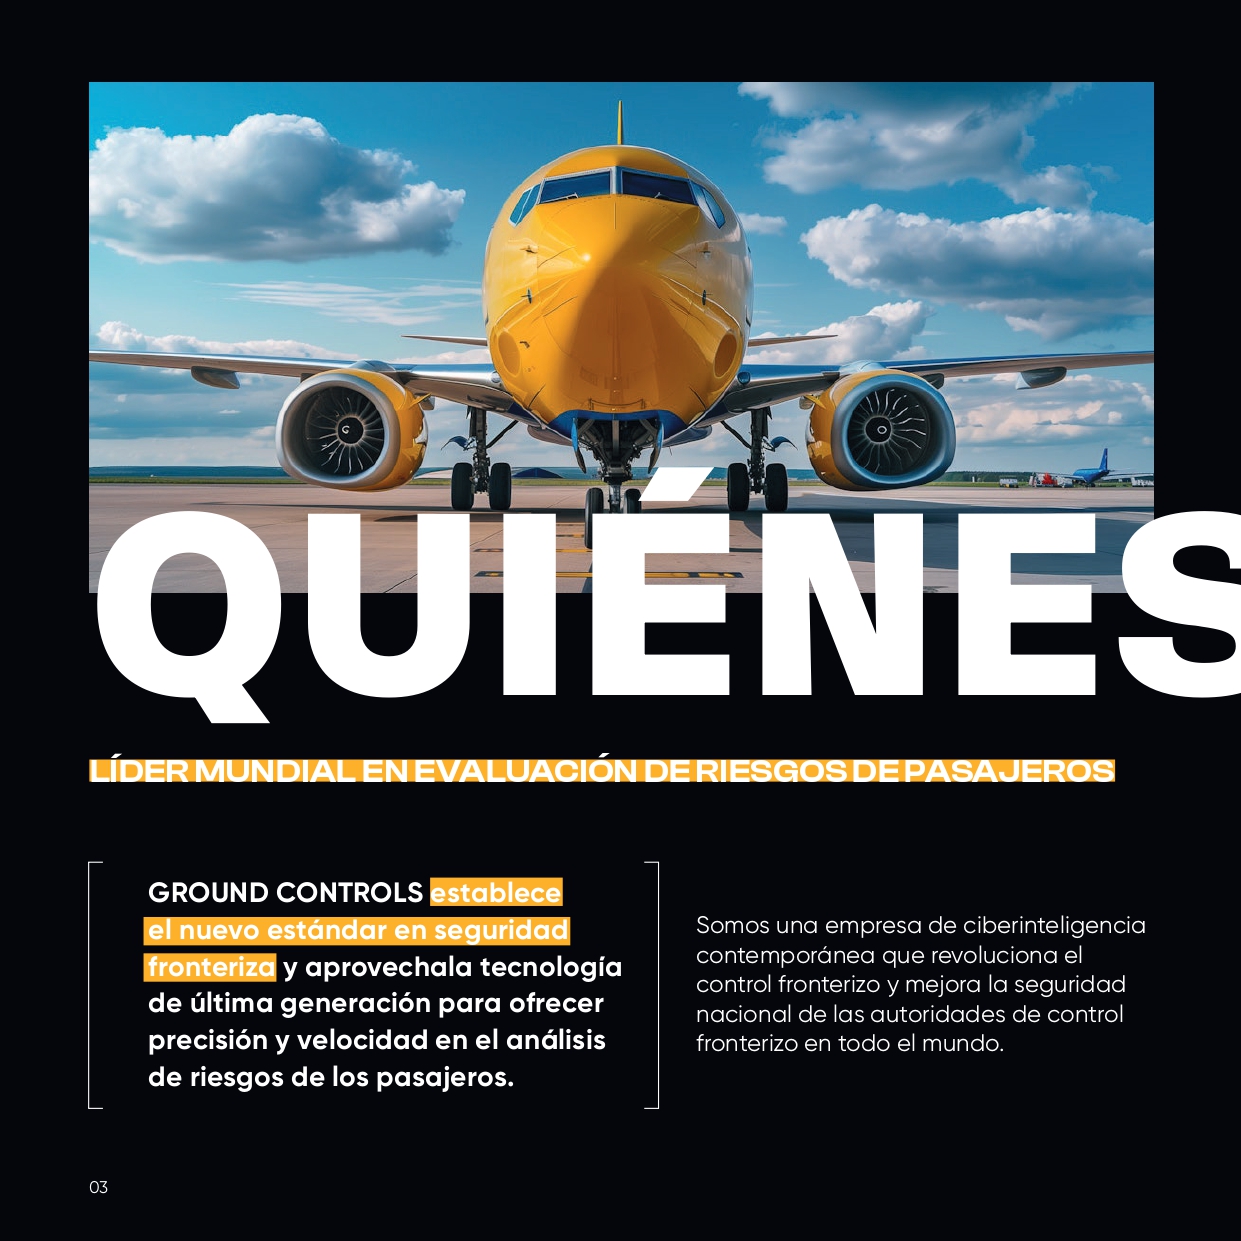 QUIÉNES
LÍDER MUNDIAL EN EVALUACIÓN DE RIESGOS DE PASAJEROS
GROUND CONTROLS establece
el nuevo estándar en seguridad
fronteriza y aprovechala tecnología
de última generación para ofrecer
precisión y velocidad en el análisis
de riesgos de los pasajeros.
Somos una empresa de ciberinteligencia
contemporánea que revoluciona el
control fronterizo y mejora la seguridad
nacional de las autoridades de control
fronterizo en todo el mundo.
03